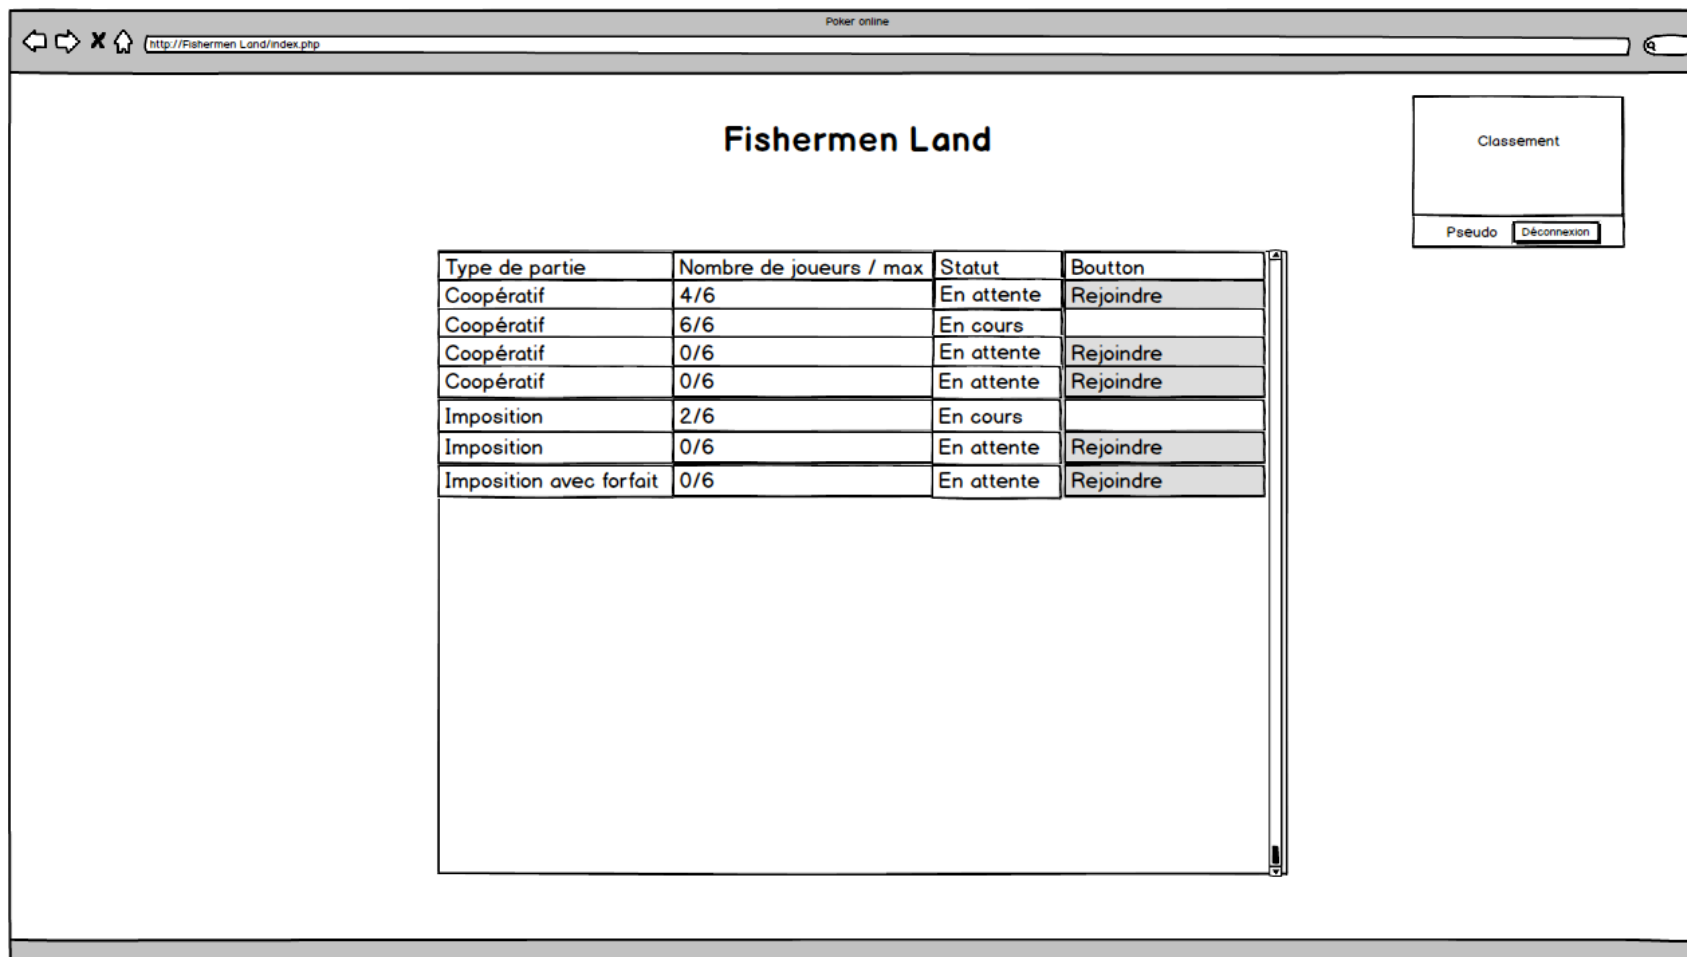 Poker online
http://Fishermen Land/index.php
Fishermen Land
Classement
Pseudo Déconnexion
Type de partie Nombre de joueurs / max Statut Boutton
Coopératif 4/6 En attente Rejoindre
Coopératif 6/6 En cours
Coopératif 0/6 En attente Rejoindre
Coopératif 0/6 En attente Rejoindre
Imposition 2/6 En cours
Imposition 0/6 En attente Rejoindre
Imposition avec forfait 0/6 En attente Rejoindre